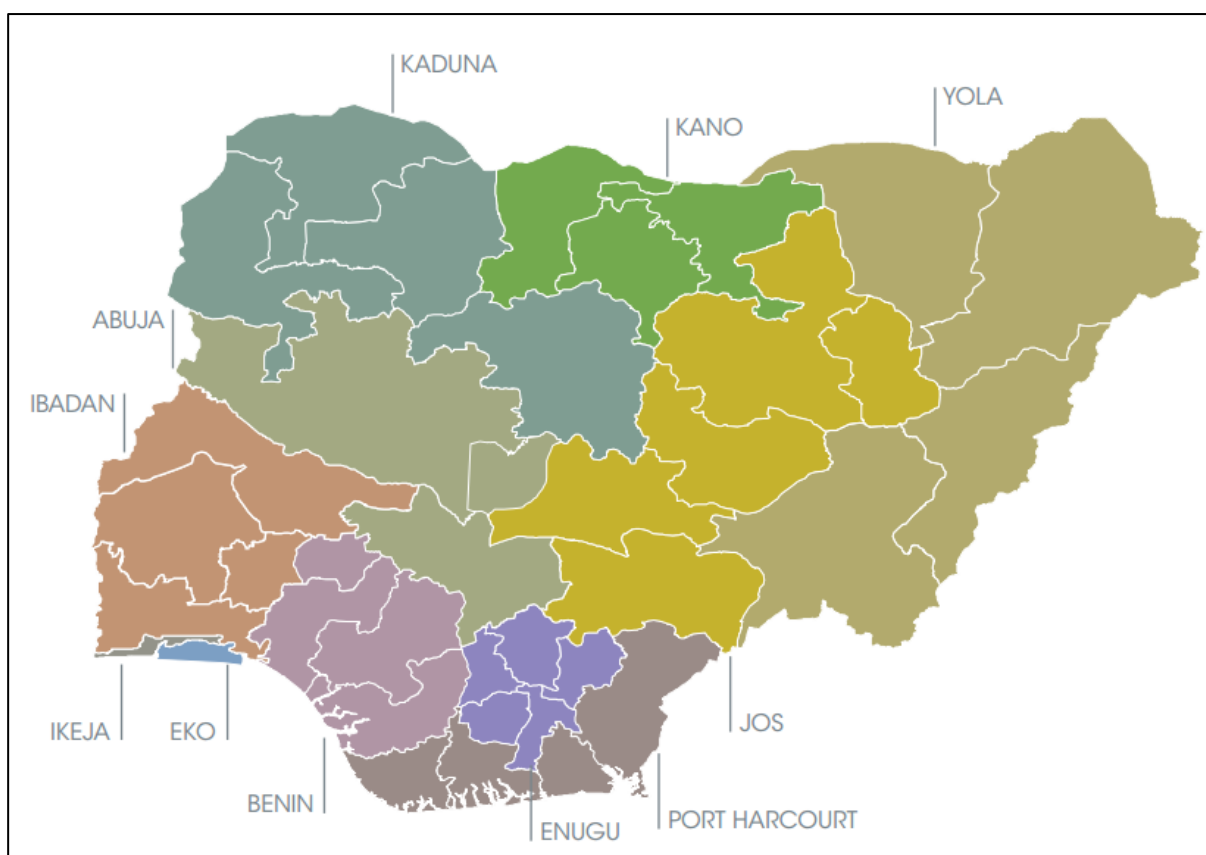 KADUNA
YOLA
KANO
ABUJA
IBADAN
IKEJA
EKO
JOS
BENIN
PORT HARCOURT
ENUGU